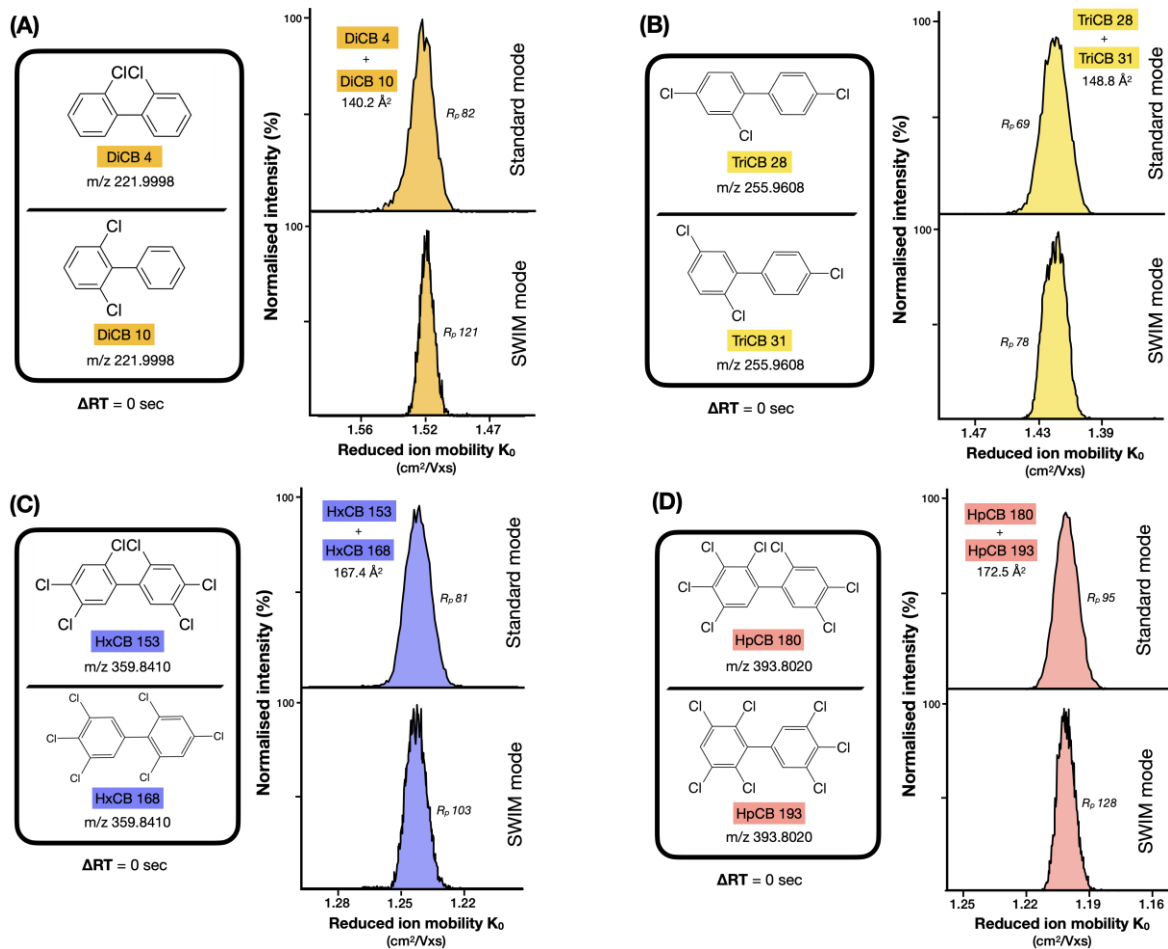 (A)
ClCl
DiCB 4
m/z 221.9998
Cl
Cl
DiCB 10
m/z 221.9998
ΔRT = 0 sec
Normalised intensity (%)
100
DiCB 4
+
DiCB 10
140.2 Å²
Rp 82
Standard mode
100
Rp 121
SWIM mode
1.56 1.52 1.47
Reduced ion mobility K₀
(cm²/Vxs)
(B)
Cl
Cl
Cl
TriCB 28
m/z 255.9608
Cl
Cl
Cl
TriCB 31
m/z 255.9608
ΔRT = 0 sec
Normalised intensity (%)
100
TriCB 28
+
TriCB 31
148.8 Å²
Rp 69
Standard mode
100
Rp 78
SWIM mode
1.47 1.43 1.39
Reduced ion mobility K₀
(cm²/Vxs)
(C)
ClCl
Cl Cl
Cl Cl
HxCB 153
m/z 359.8410
Cl Cl
Cl Cl
Cl Cl
HxCB 168
m/z 359.8410
ΔRT = 0 sec
Normalised intensity (%)
100
HxCB 153
+
HxCB 168
167.4 Å²
Rp 81
Standard mode
100
Rp 103
SWIM mode
1.28 1.25 1.22
Reduced ion mobility K₀
(cm²/Vxs)
(D)
Cl Cl Cl
Cl Cl
Cl Cl
HpCB 180
m/z 393.8020
Cl Cl Cl
Cl
Cl Cl Cl
HpCB 193
m/z 393.8020
ΔRT = 0 sec
Normalised intensity (%)
100
HpCB 180
+
HpCB 193
172.5 Å²
Rp 95
Standard mode
100
Rp 128
SWIM mode
1.25 1.22 1.19 1.16
Reduced ion mobility K₀
(cm²/Vxs)